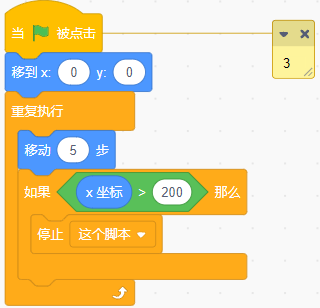 当 被点击
3
移到 x: 0 y: 0
重复执行
移动 5 步
如果 x 坐标 > 200 那么
停止 这个脚本